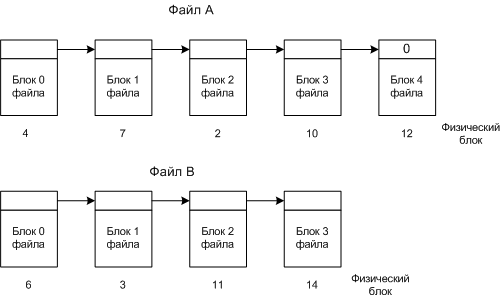 Файл А
0
Блок 0 Блок 1 Блок 2 Блок 3 Блок 4
файла файла файла файла файла
4 7 2 10 12 Физический
блок
Файл В
Блок 0 Блок 1 Блок 2 Блок 3
файла файла файла файла
6 3 11 14 Физический
блок